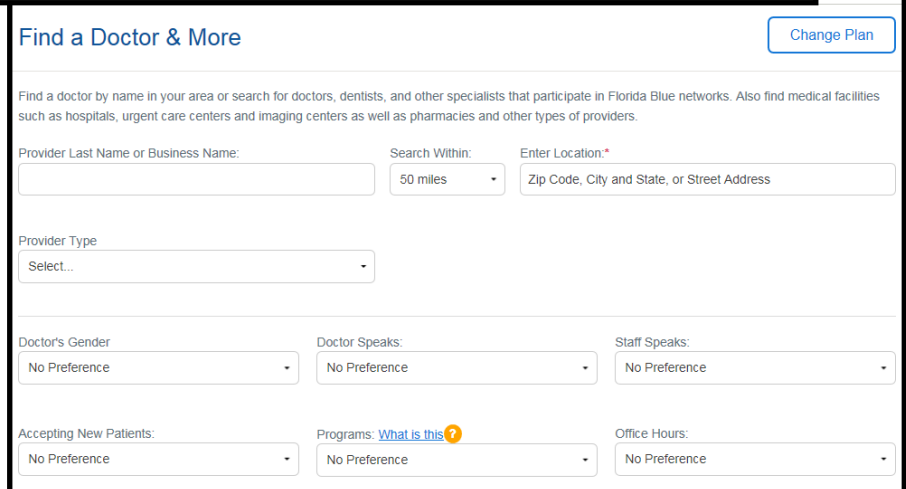 Find a Doctor & More
Change Plan
Find a doctor by name in your area or search for doctors, dentists, and other specialists that participate in Florida Blue networks. Also find medical facilities
such as hospitals, urgent care centers and imaging centers as well as pharmacies and other types of providers.
Provider Last Name or Business Name:
Search Within:
Enter Location:*
50 miles
Zip Code, City and State, or Street Address
Provider Type
Select...
Doctor's Gender
Doctor Speaks:
Staff Speaks:
No Preference
No Preference
No Preference
Accepting New Patients:
Programs: What is this ?
Office Hours:
No Preference
No Preference
No Preference